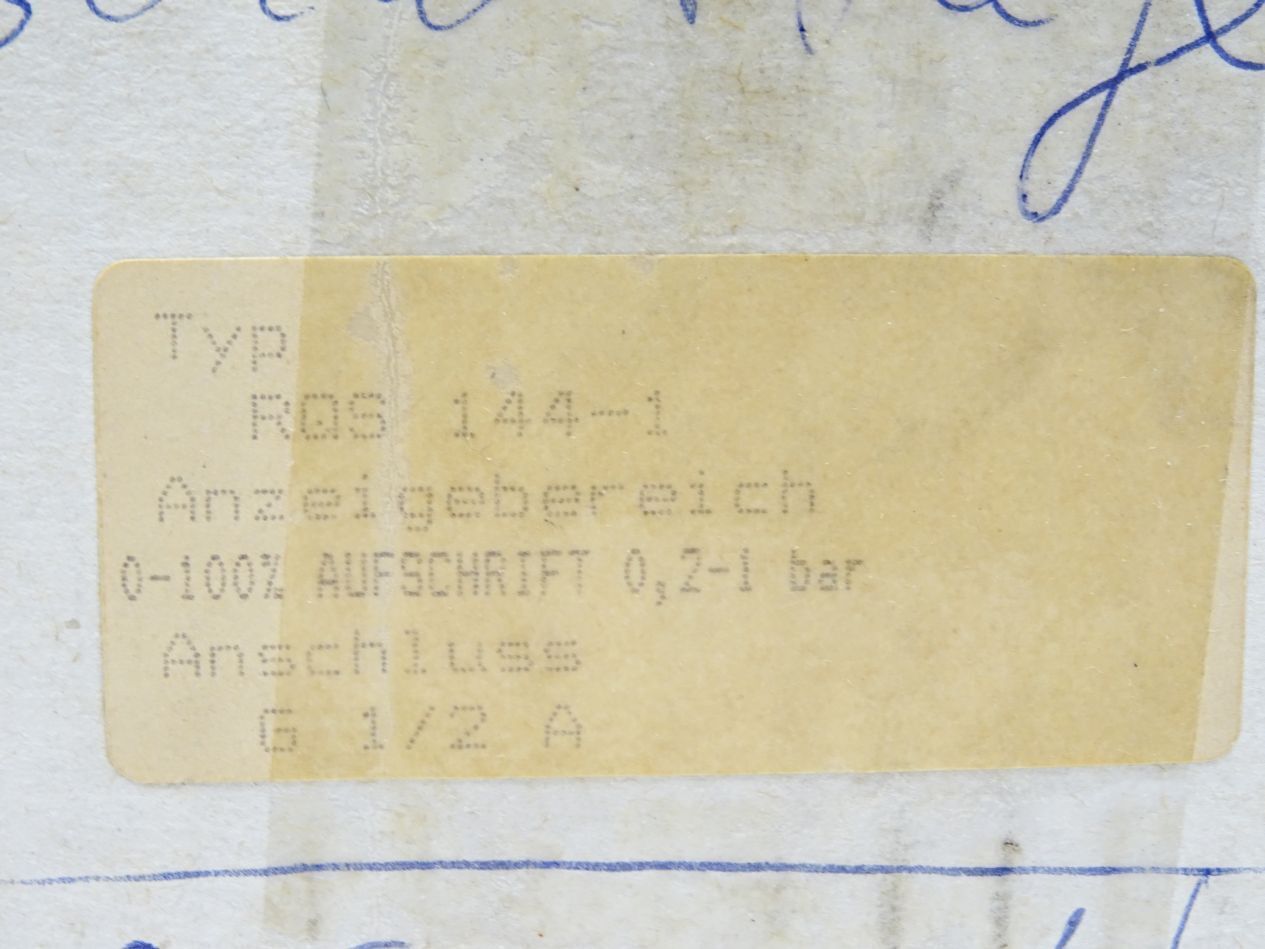 Typ
RQS 144-1
Anzeigebereich
0-100% AUFSCHRIFT 0,2-1 bar
Anschluss
G 1/2 A